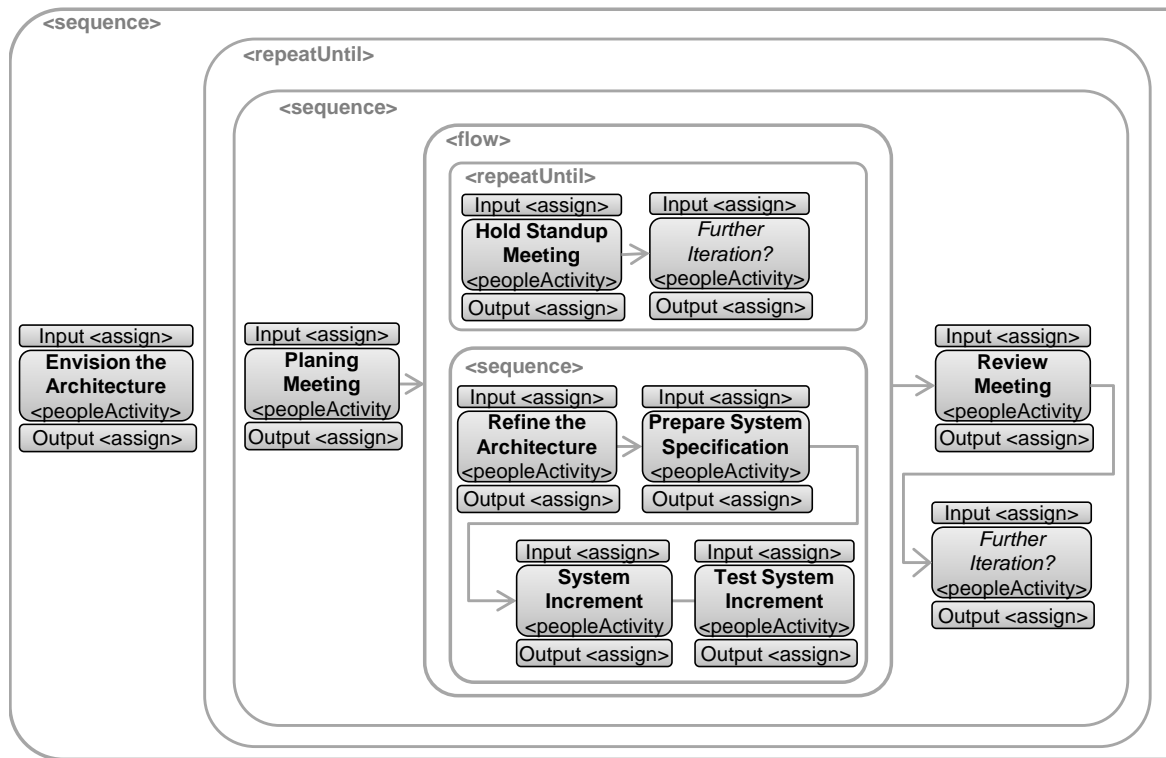 <sequence>
<repeatUntil>
<sequence>
<flow>
<repeatUntil>
Input <assign>
Hold Standup
Meeting
<peopleActivity>
Output <assign>
Input <assign>
Further
Iteration?
<peopleActivity>
Output <assign>
Input <assign>
Envision the
Architecture
<peopleActivity>
Output <assign>
Input <assign>
Planing
Meeting
<peopleActivity
Output <assign>
<sequence>
Input <assign>
Refine the
Architecture
<peopleActivity>
Output <assign>
Input <assign>
Prepare System
Specification
<peopleActivity>
Output <assign>
Input <assign>
System
Increment
<peopleActivity
Output <assign>
Input <assign>
Test System
Increment
<peopleActivity>
Output <assign>
Input <assign>
Review
Meeting
<peopleActivity
Output <assign>
Input <assign>
Further
Iteration?
<peopleActivity>
Output <assign>